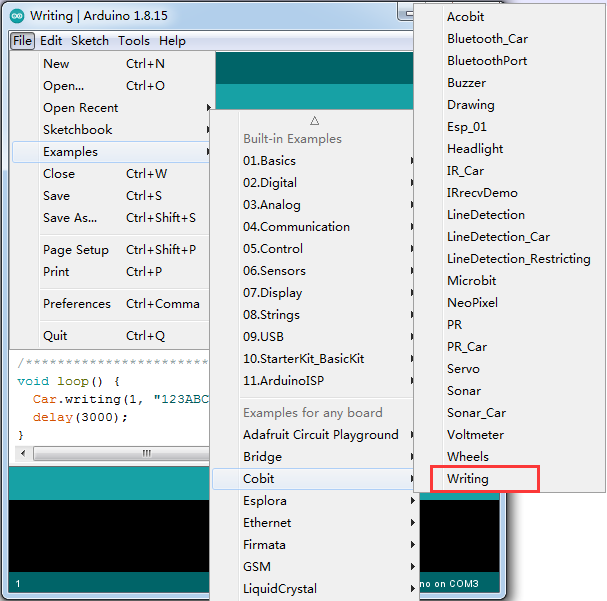 Writing | Arduino 1.8.15
File Edit Sketch Tools Help
New Ctrl+N
Open... Ctrl+O
Open Recent
Sketchbook
Examples
Close Ctrl+W
Save Ctrl+S
Save As... Ctrl+Shift+S
Page Setup Ctrl+Shift+P
Print Ctrl+P
Preferences Ctrl+Comma
Quit Ctrl+Q
/**************************
void loop() {
Car.writing(1, "123ABC
delay(3000);
}
1
Built-in Examples
01.Basics
02.Digital
03.Analog
04.Communication
05.Control
06.Sensors
07.Display
08.Strings
09.USB
10.StarterKit_BasicKit
11.ArduinoISP
Examples for any board
Adafruit Circuit Playground
Bridge
Cobit
Esplora
Ethernet
Firmata
GSM
LiquidCrystal
Acobit
Bluetooth_Car
BluetoothPort
Buzzer
Drawing
Esp_01
Headlight
IR_Car
IRrecvDemo
LineDetection
LineDetection_Car
LineDetection_Restricting
Microbit
NeoPixel
PR
PR_Car
Servo
Sonar
Sonar_Car
Voltmeter
Wheels
Writing
no on COM3